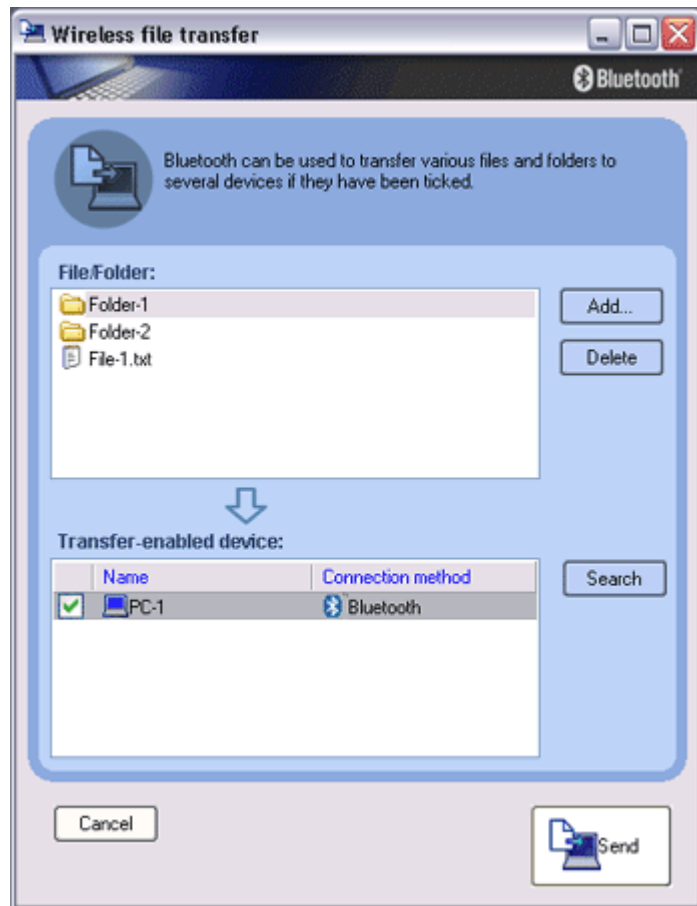 Wireless file transfer
Bluetooth
Bluetooth can be used to transfer various files and folders to
several devices if they have been ticked.
File/Folder:
Folder-1
Add...
Folder-2
File-1.txt
Delete
Transfer-enabled device:
Name Connection method
Search
PC-1 Bluetooth
Cancel
Send